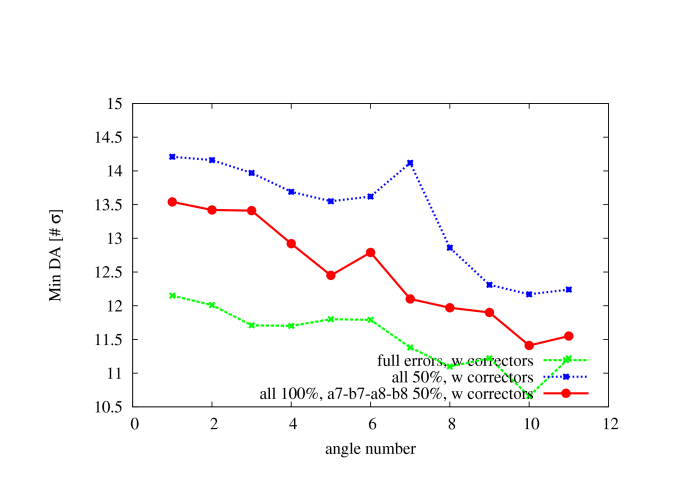 15
14.5
14
13.5
13
12.5
12
11.5
11
10.5
Min DA [# σ]
full errors, w correctors
all 50%, w correctors
all 100%, a7-b7-a8-b8 50%, w correctors
0 2 4 6 8 10 12
angle number